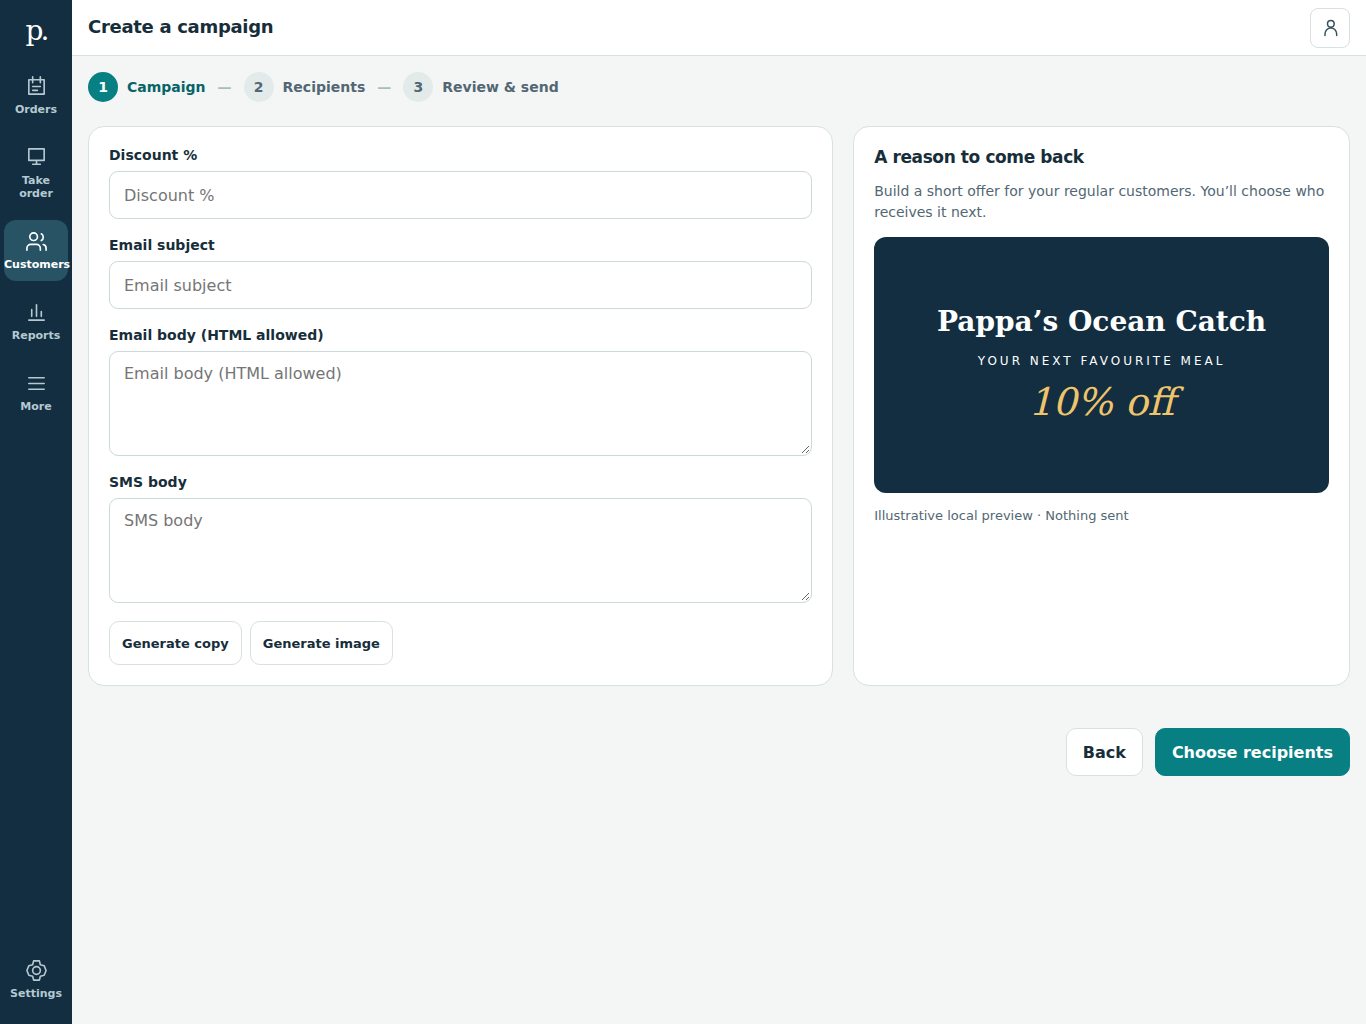 p.
Create a campaign
Orders
Take
order
Customers
Reports
More
Settings
1 Campaign — 2 Recipients — 3 Review & send
Discount %
Discount %
Email subject
Email subject
Email body (HTML allowed)
Email body (HTML allowed)
SMS body
SMS body
Generate copy
Generate image
A reason to come back
Build a short offer for your regular customers. You’ll choose who
receives it next.
Pappa’s Ocean Catch
YOUR NEXT FAVOURITE MEAL
10% off
Illustrative local preview · Nothing sent
Back
Choose recipients